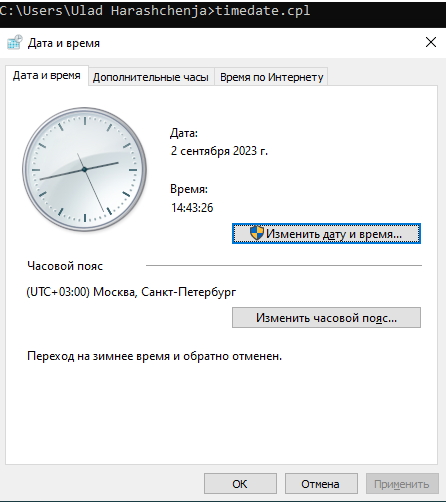 C:\Users\Ulad Harashchenja>timedate.cpl
Дата и время
Дата и время Дополнительные часы Время по Интернету
Дата:
2 сентября 2023 г.
Время:
14:43:26
Изменить дату и время...
Часовой пояс
(UTC+03:00) Москва, Санкт-Петербург
Изменить часовой пояс...
Переход на зимнее время и обратно отменен.
OK Отмена Применить